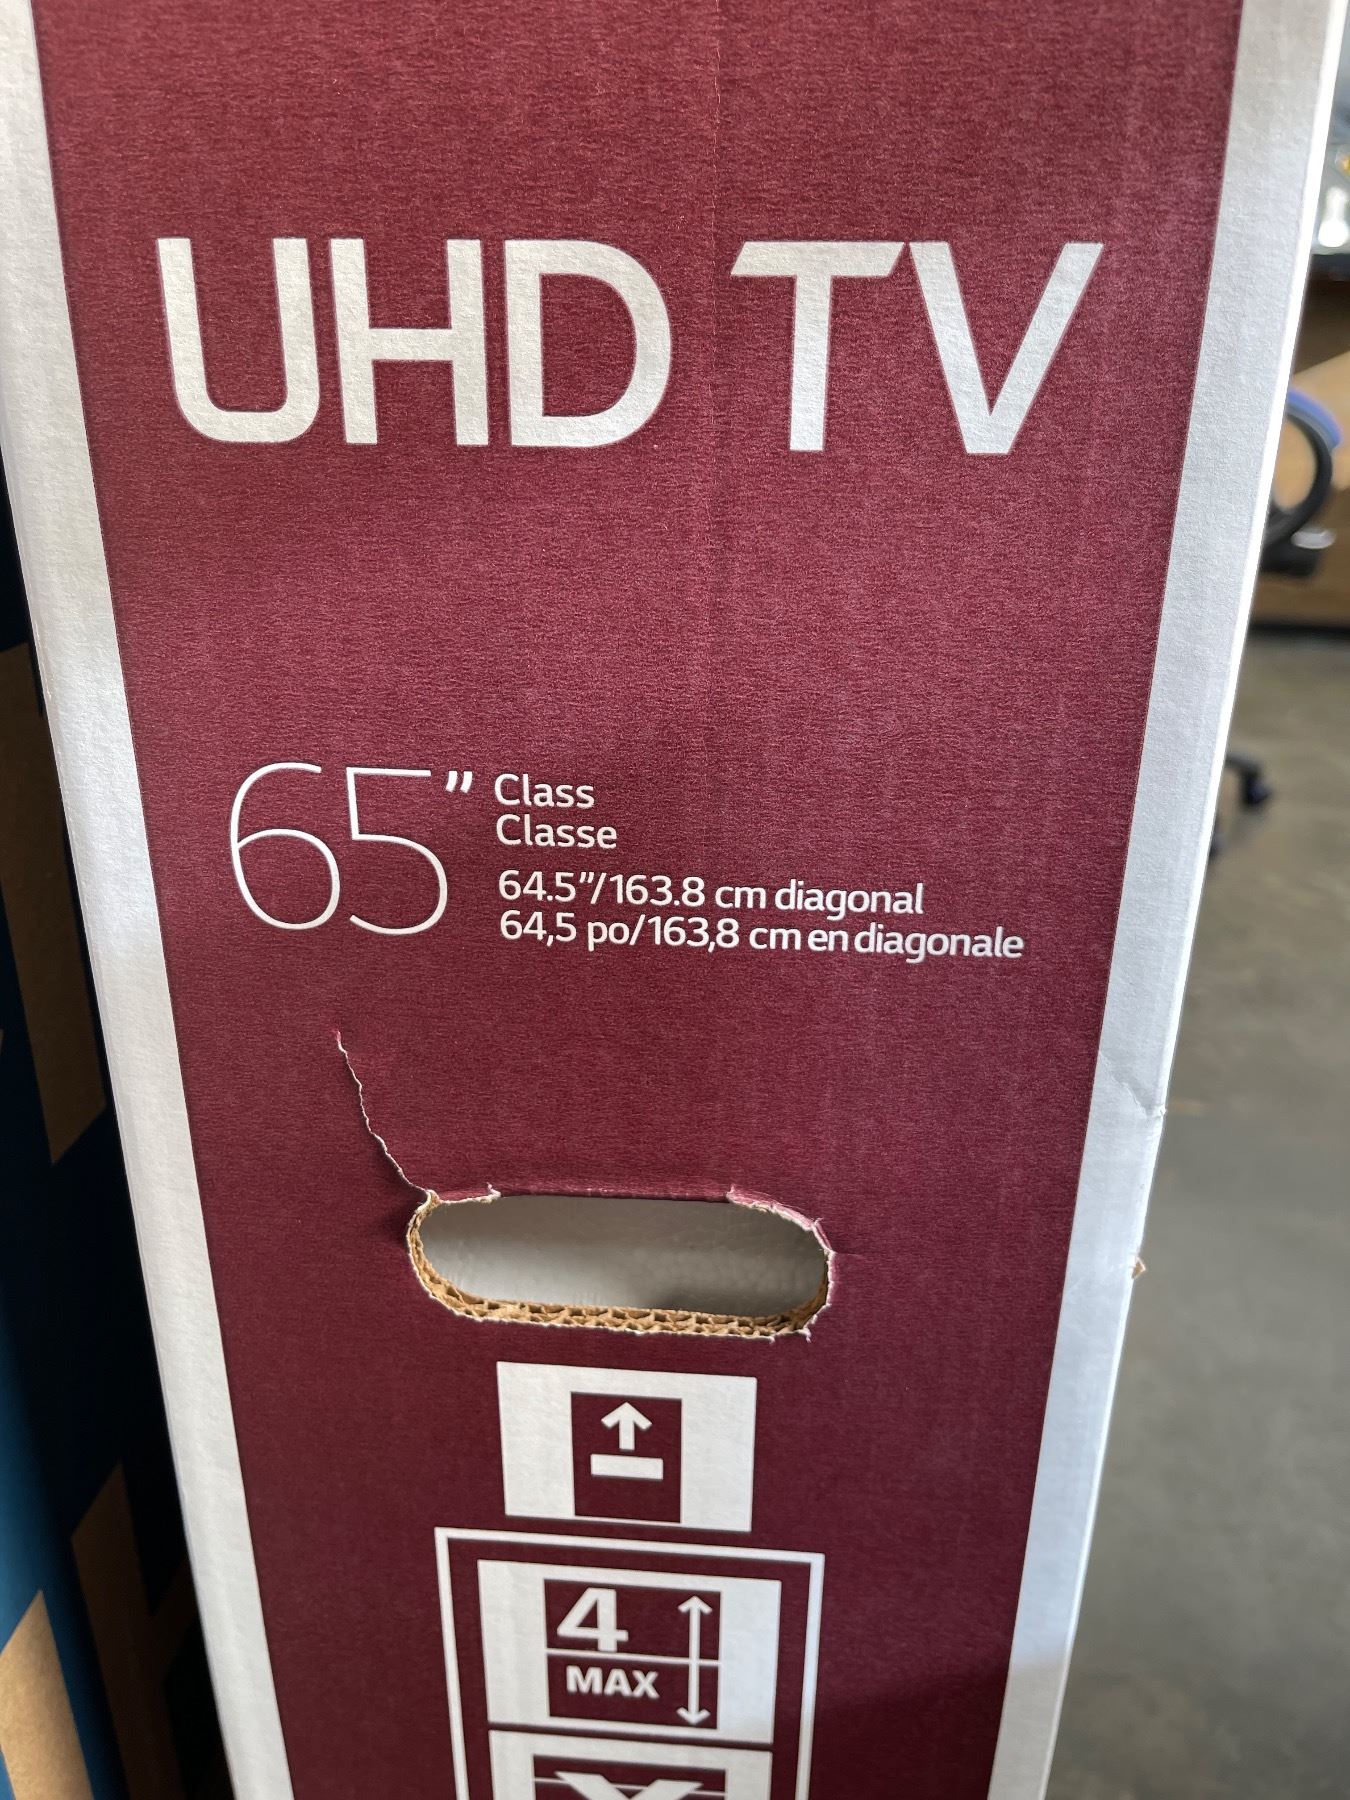 UHD TV
65” Class
Classe
64.5”/163.8 cm diagonal
64,5 po/163,8 cm en diagonale
4
MAX